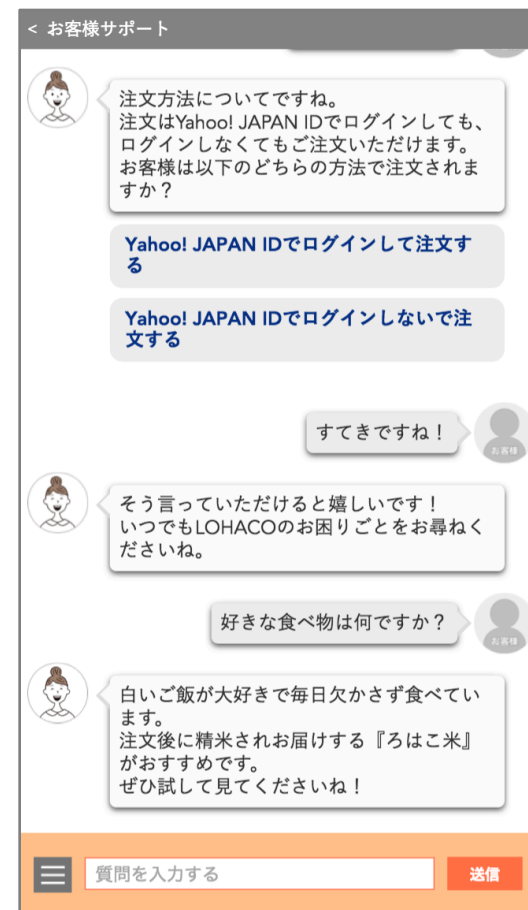 < お客様サポート
注文方法についてですね。
注文はYahoo! JAPAN IDでログインしても、
ログインしなくてもご注文いただけます。
お客様は以下のどちらの方法で注文されま
すか？
Yahoo! JAPAN IDでログインして注文す
る
Yahoo! JAPAN IDでログインしないで注
文する
すてきですね！
お客様
そう言っていただけると嬉しいです！
いつでもLOHACOのお困りごとをお尋ねく
ださいね。
好きな食べ物は何ですか？
お客様
白いご飯が大好きで毎日欠かさず食べてい
ます。
注文後に精米されお届けする『ろはこ米』
がおすすめです。
ぜひ試して見てくださいね！
質問を入力する
送信